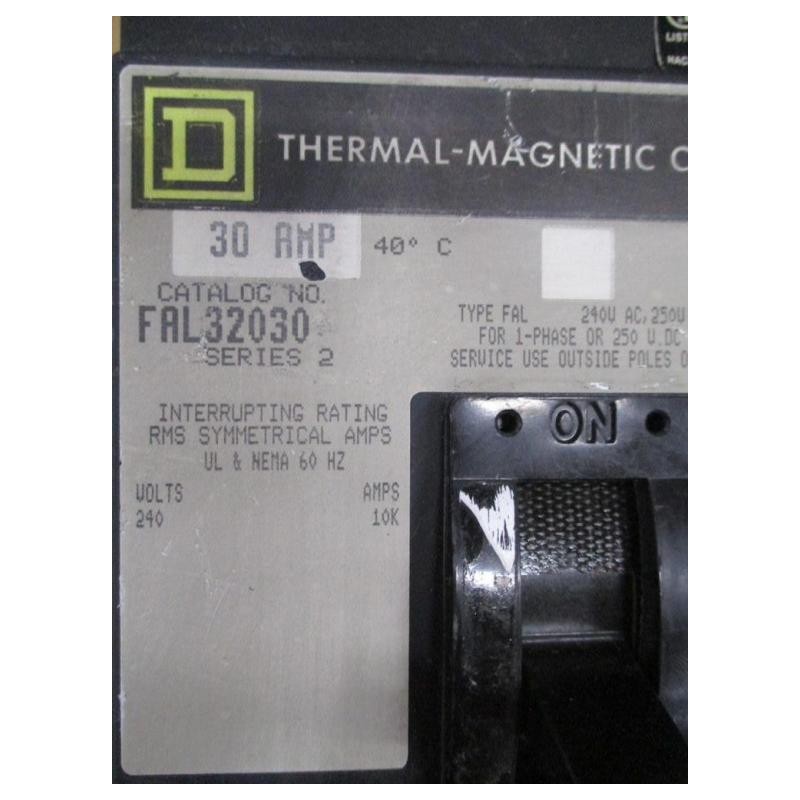 LIST
MAG
D
THERMAL-MAGNETIC C
30 AMP 40° C
CATALOG NO.
FAL32030
SERIES 2
TYPE FAL 240V AC, 250V
FOR 1-PHASE OR 250 V.DC
SERVICE USE OUTSIDE POLES O
INTERRUPTING RATING
RMS SYMMETRICAL AMPS
UL & NEMA 60 HZ
VOLTS AMPS
240 10K
ON